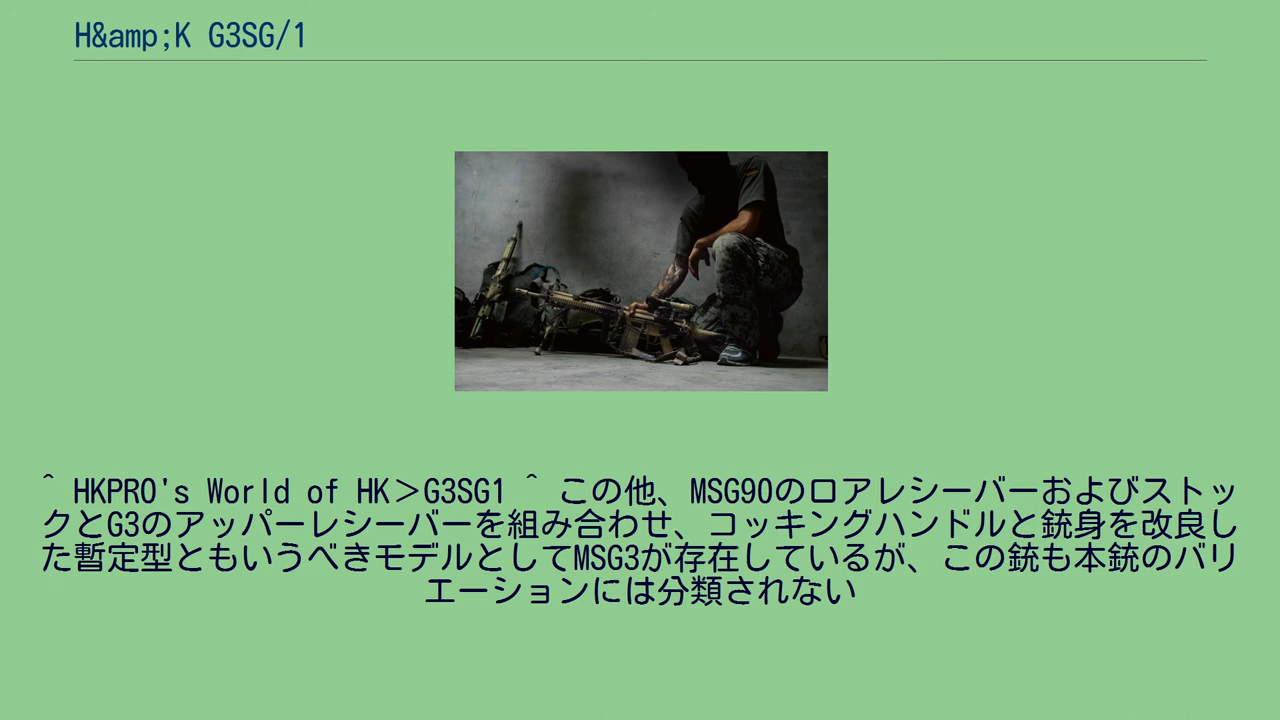 H&amp;K G3SG/1
^ HKPRO's World of HK＞G3SG1 ^ この他、MSG90のロアレシーバーおよびストッ
クとG3のアッパーレシーバーを組み合わせ、コッキングハンドルと銃身を改良し
た暫定型ともいうべきモデルとしてMSG3が存在しているが、この銃も本銃のバリ
エーションには分類されない